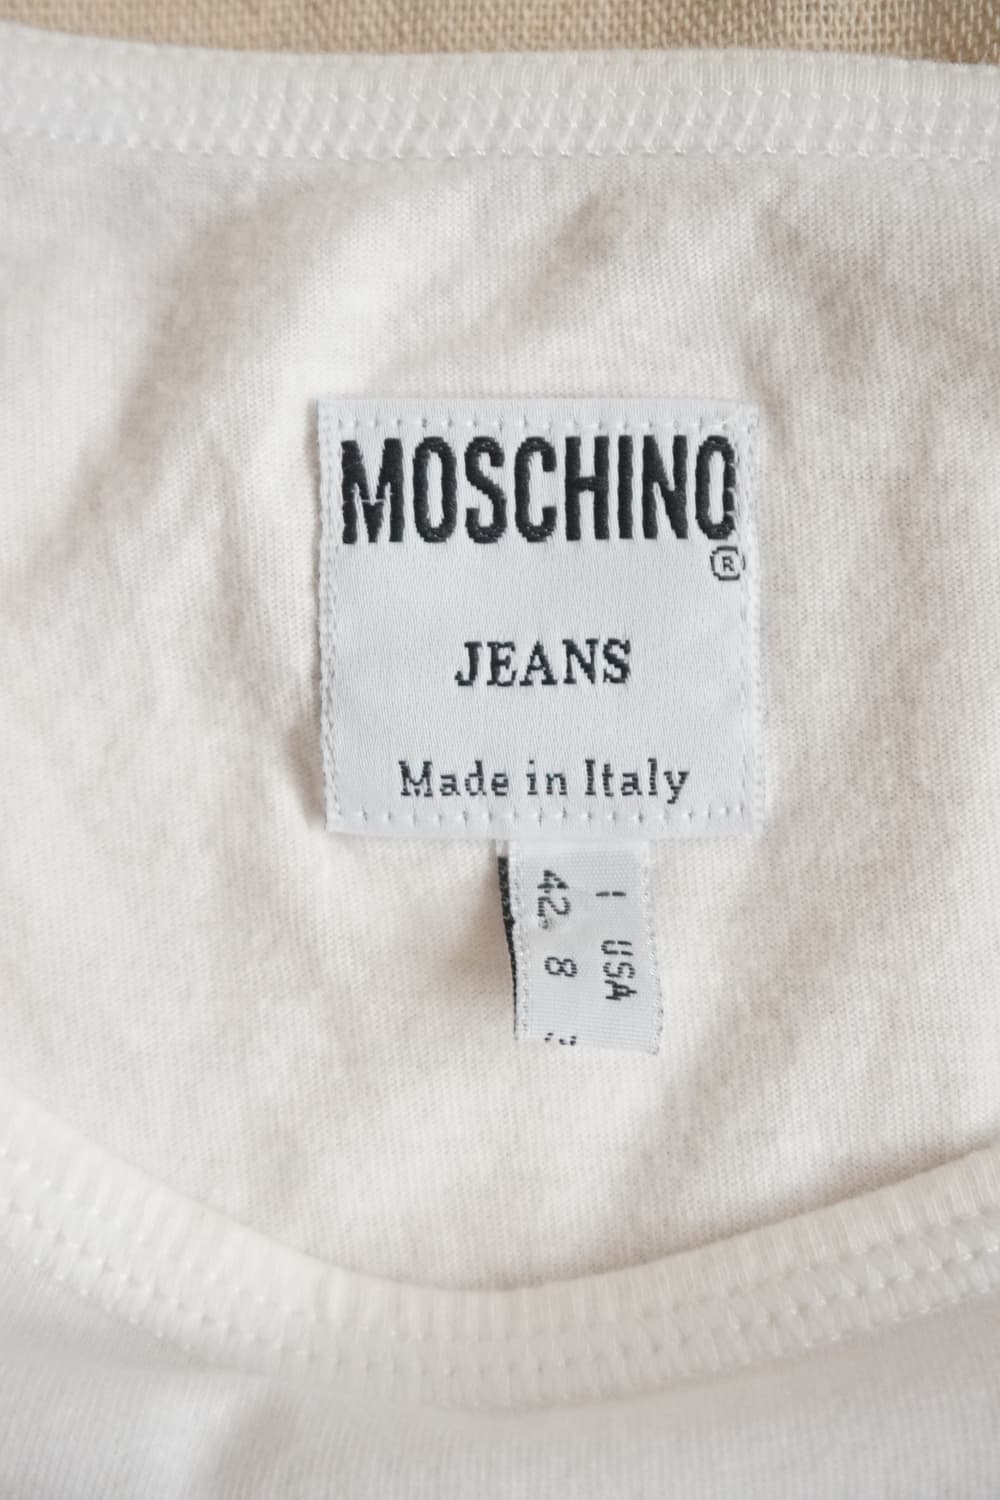 MOSCHINO
®
JEANS
Made in Italy
I USA
42 8